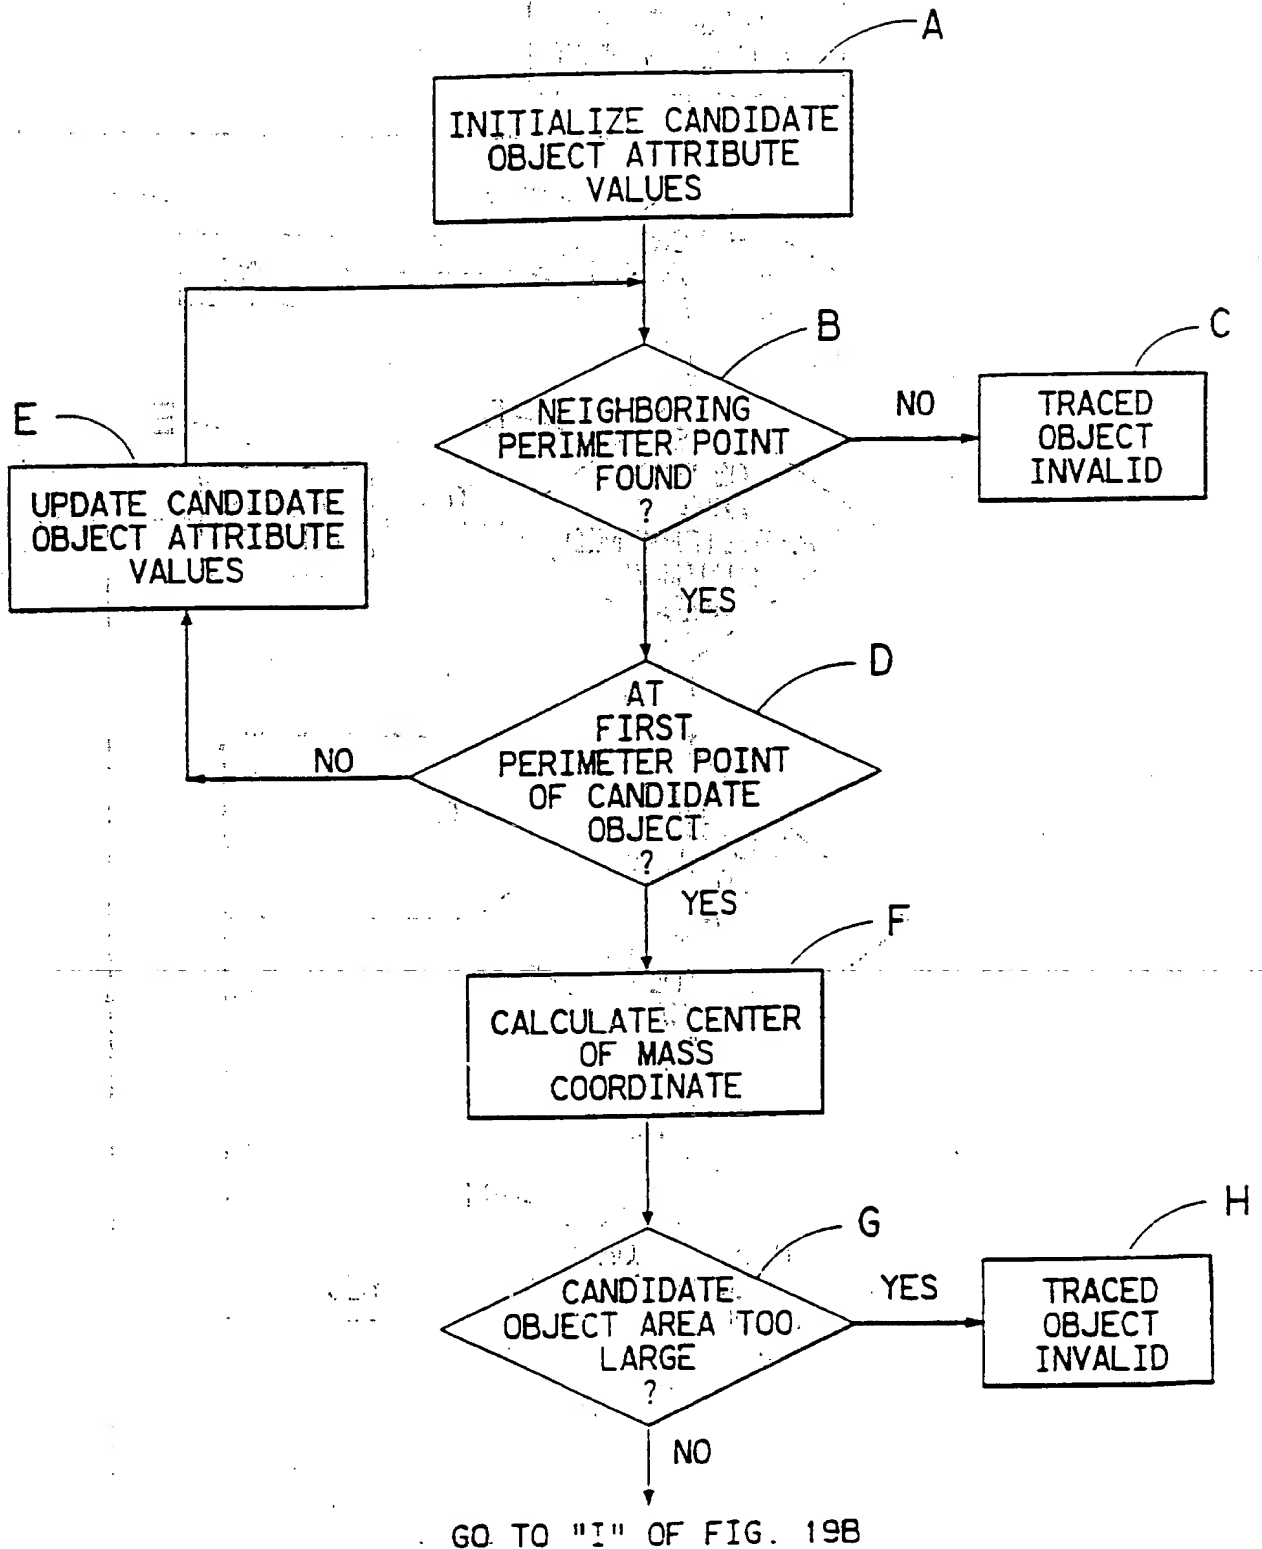 A
INITIALIZE CANDIDATE
OBJECT ATTRIBUTE
VALUES
B
C
NEIGHBORING
PERIMETER POINT
FOUND
?
NO
TRACED
OBJECT
INVALID
E
UPDATE CANDIDATE
OBJECT ATTRIBUTE
VALUES
YES
D
AT
FIRST
PERIMETER POINT
OF CANDIDATE
OBJECT
?
NO
YES
F
CALCULATE CENTER
OF MASS
COORDINATE
G
H
CANDIDATE
OBJECT AREA TOO
LARGE
?
YES
TRACED
OBJECT
INVALID
NO
GO TO "I" OF FIG. 19B